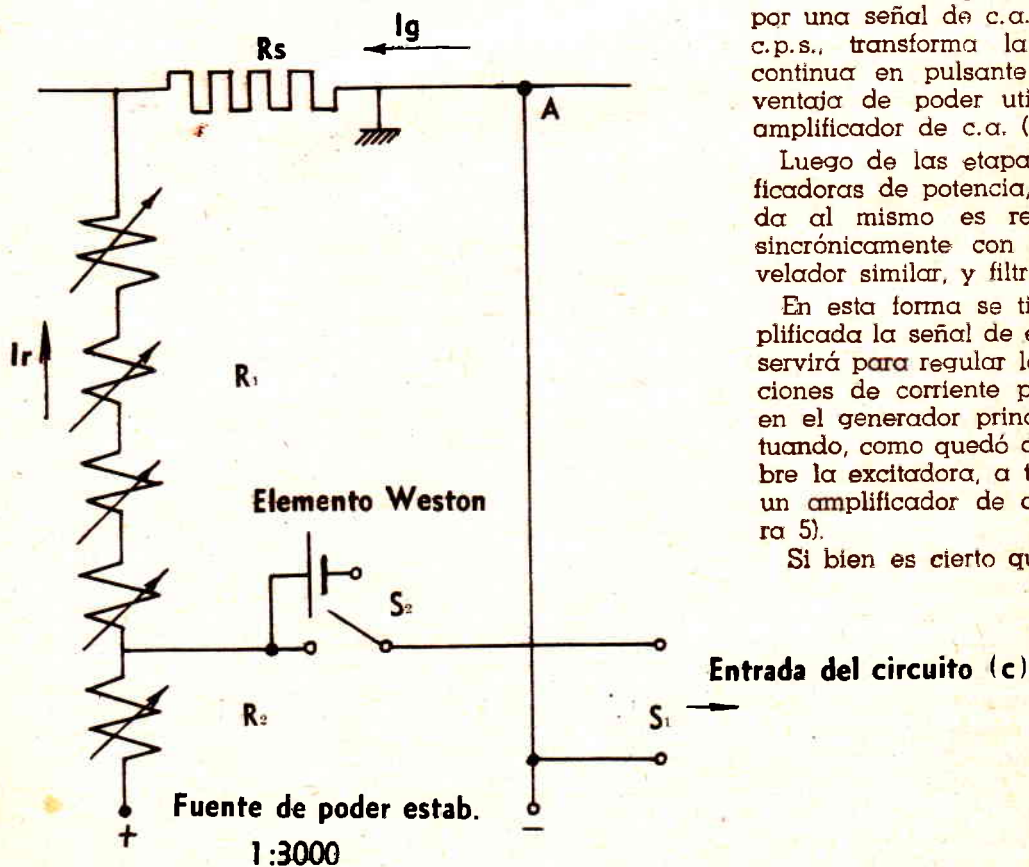 Ig
Rs
A
Ir
R₁
Elemento Weston
S₂
Entrada del circuito (c)
R₂
S₁
Fuente de poder estab.
+
−
1:3000
por una señal de c.a.
c.p.s., transforma la
continua en pulsante
ventaja de poder uti
amplificador de c.a. (
Luego de las etapa
ficadoras de potencia,
da al mismo es re
sincrónicamente con
velador similar, y filtr
En esta forma se ti
plificada la señal de e
servirá para regular l
ciones de corriente p
en el generador princ
tuando, como quedó d
bre la excitadora, a t
un amplificador de c
ra 5).
Si bien es cierto qu